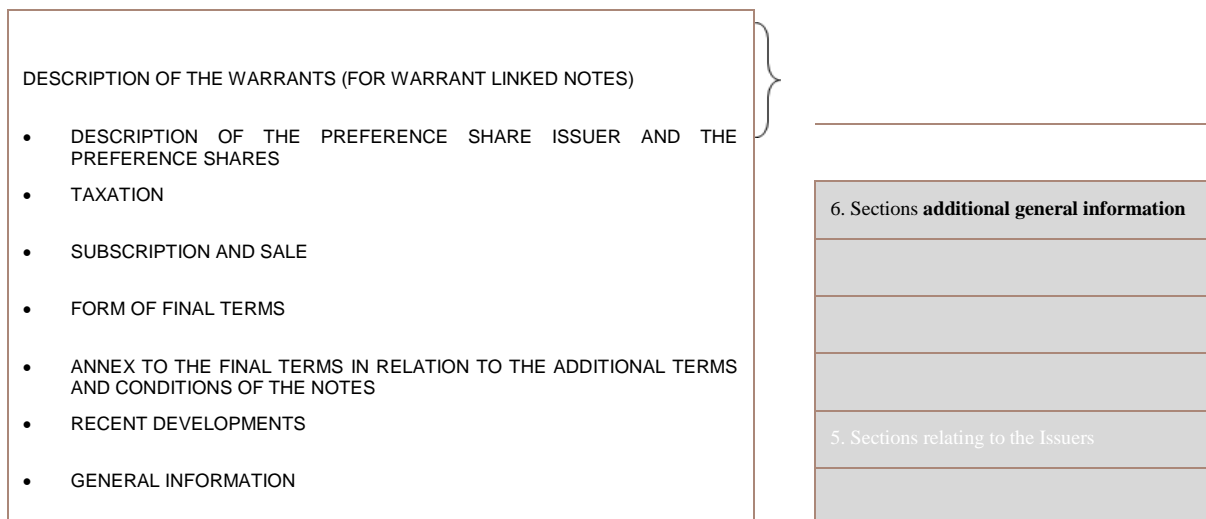 DESCRIPTION OF THE WARRANTS (FOR WARRANT LINKED NOTES)
• DESCRIPTION OF THE PREFERENCE SHARE ISSUER AND THE
PREFERENCE SHARES
• TAXATION
• SUBSCRIPTION AND SALE
• FORM OF FINAL TERMS
• ANNEX TO THE FINAL TERMS IN RELATION TO THE ADDITIONAL TERMS
AND CONDITIONS OF THE NOTES
• RECENT DEVELOPMENTS
• GENERAL INFORMATION
6. Sections additional general information
5. Sections relating to the Issuers